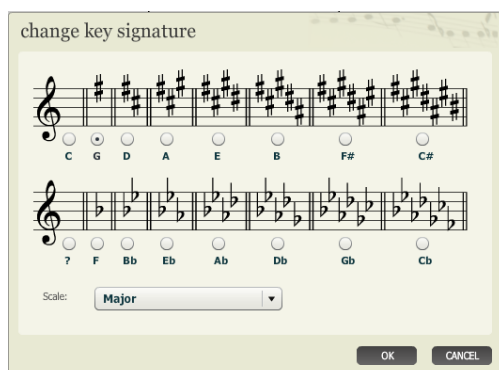 change key signature
C G D A E B F# C#
? F Bb Eb Ab Db Gb Cb
Scale: Major
OK CANCEL